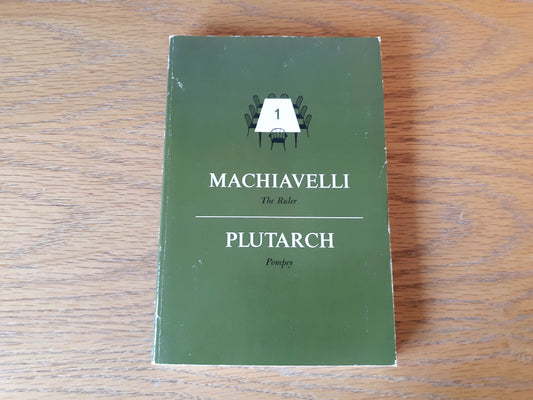 1
MACHIAVELLI
The Ruler
PLUTARCH
Pompey